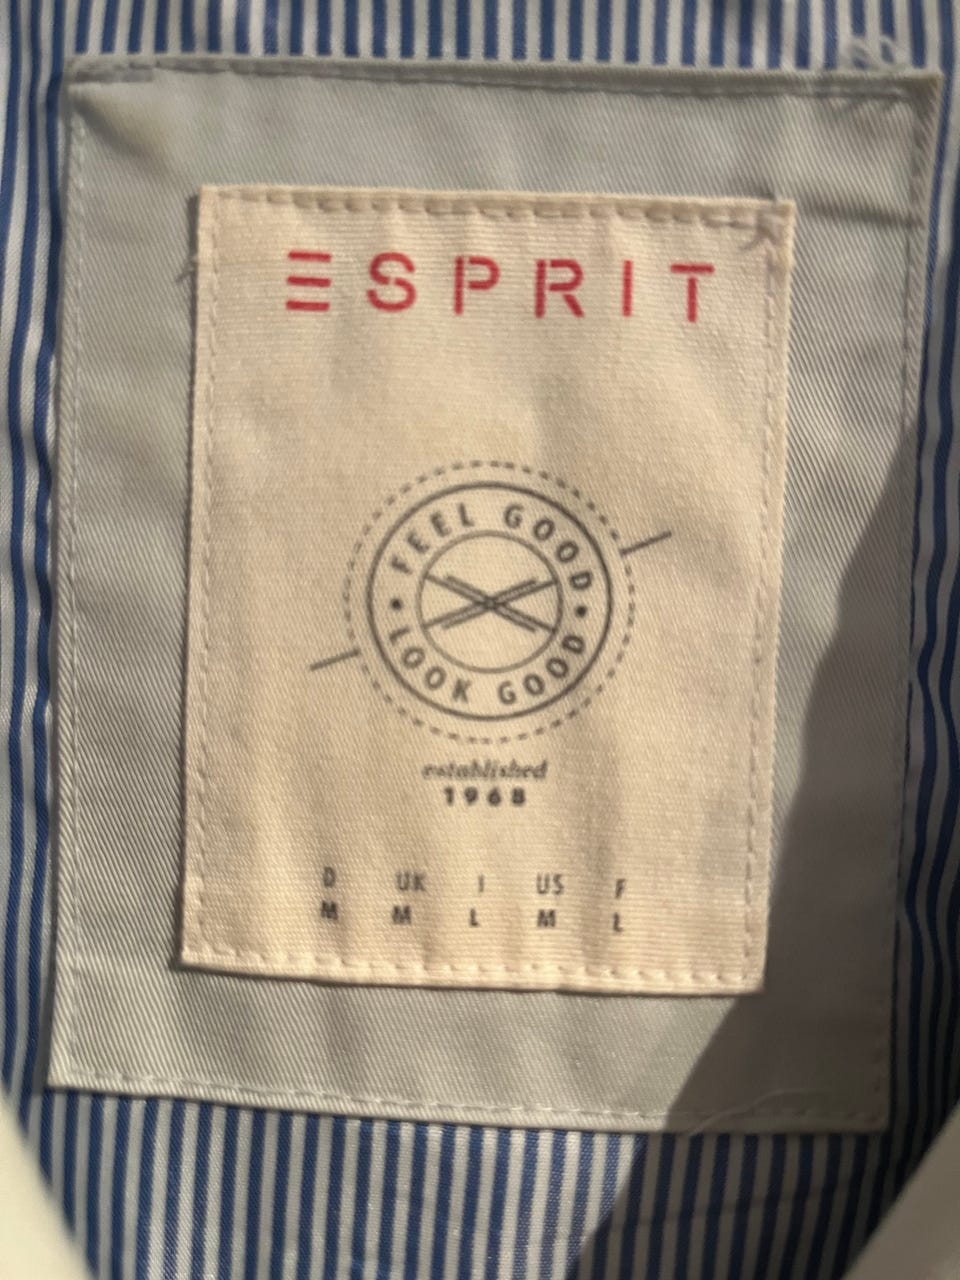 ESPRIT
FEEL GOOD
LOOK GOOD
established
1968
D UK I US F
M M L M L